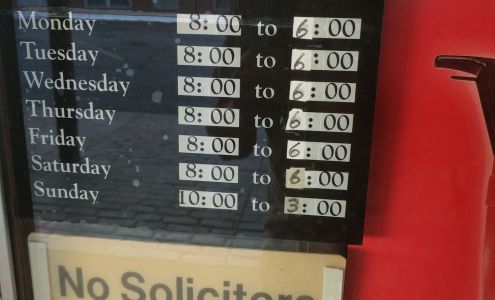 Monday 8:00 to 6:00
Tuesday 8:00 to 6:00
Wednesday 8:00 to 6:00
Thursday 8:00 to 6:00
Friday 8:00 to 6:00
Saturday 8:00 to 6:00
Sunday 10:00 to 3:00
No Solicitors